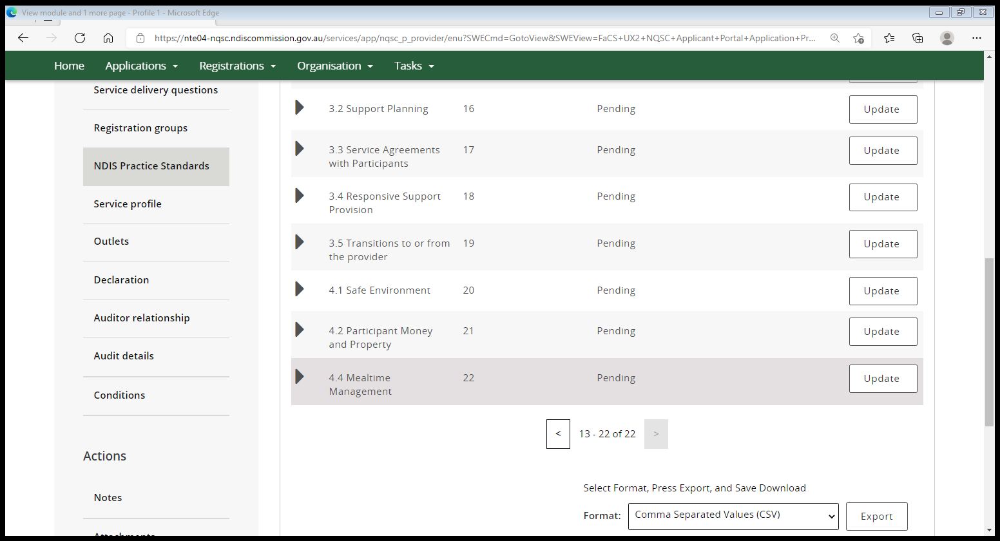 View module and 1 more page - Profile 1 - Microsoft Edge
https://nte04-nqsc.ndiscommission.gov.au/services/app/nqsc_p_provider/enu?SWECmd=GotoView&SWEView=FaCS+UX2+NQSC+Applicant+Portal+Application+Pr...
Home Applications Registrations Organisation Tasks
Service delivery questions
Registration groups
NDIS Practice Standards
Service profile
Outlets
Declaration
Auditor relationship
Audit details
Conditions
Actions
Notes
Attachments
3.2 Support Planning 16 Pending Update
3.3 Service Agreements 17 Pending Update
with Participants
3.4 Responsive Support 18 Pending Update
Provision
3.5 Transitions to or from 19 Pending Update
the provider
4.1 Safe Environment 20 Pending Update
4.2 Participant Money 21 Pending Update
and Property
4.4 Mealtime 22 Pending Update
Management
< 13 - 22 of 22 >
Select Format, Press Export, and Save Download
Format: Comma Separated Values (CSV) Export